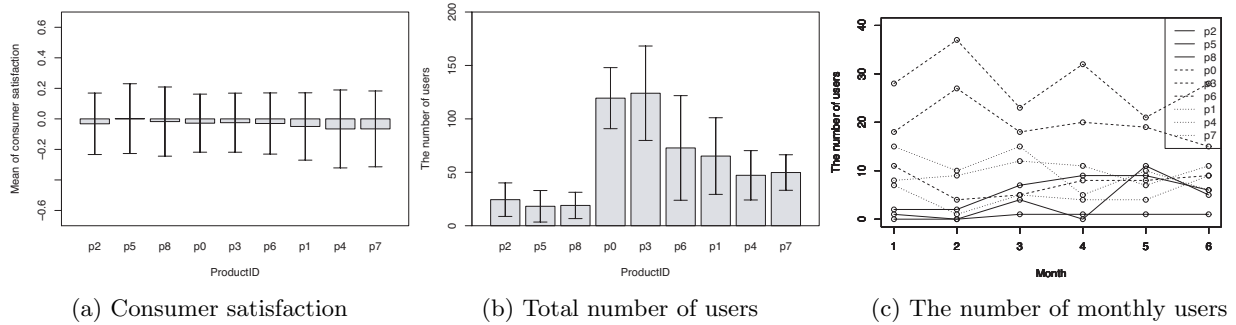 Mean of consumer satisfaction
0.6
0.4
0.2
0.0
-0.2
-0.6
p2 p5 p8 p0 p3 p6 p1 p4 p7
ProductID
(a) Consumer satisfaction
The number of users
200
150
100
50
0
p2 p5 p8 p0 p3 p6 p1 p4 p7
ProductID
(b) Total number of users
The number of users
40
30
20
10
0
1 2 3 4 5 6
Month
p2
p5
p8
p0
p3
p6
p1
p4
p7
(c) The number of monthly users